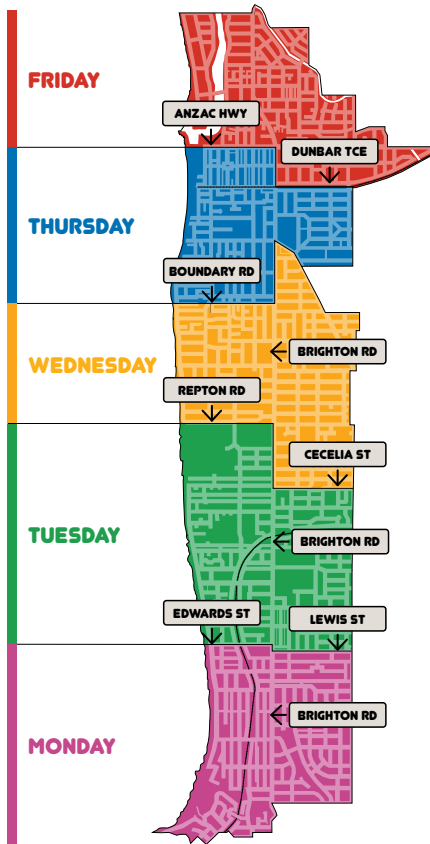 FRIDAY
ANZAC HWY
DUNBAR TCE
THURSDAY
BOUNDARY RD
WEDNESDAY
BRIGHTON RD
REPTON RD
CECELIA ST
TUESDAY
BRIGHTON RD
EDWARDS ST
LEWIS ST
BRIGHTON RD
MONDAY